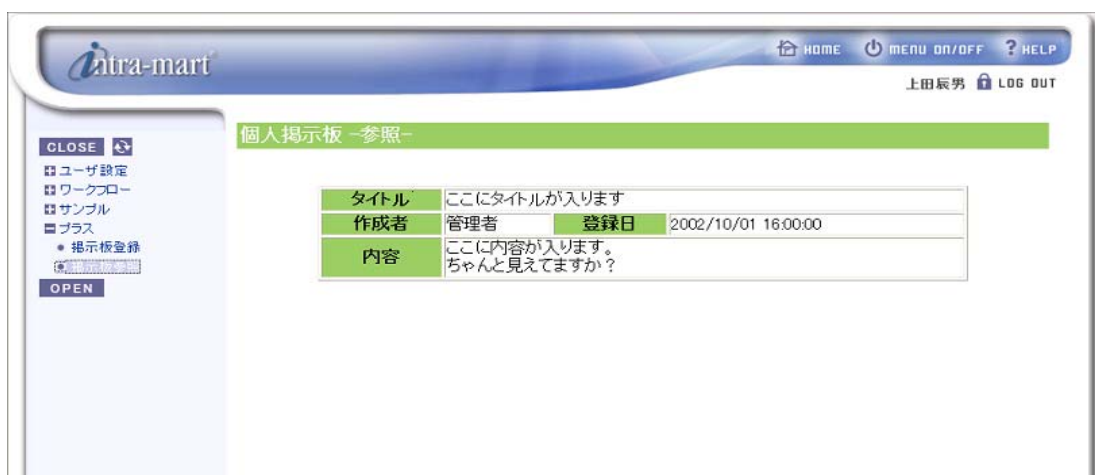 intra-mart
HOME MENU ON/OFF ? HELP
上田辰男 LOG OUT
個人掲示板 -参照-
CLOSE
ユーザ設定
ワークフロー
サンプル
プラス
掲示板登録
掲示板参照
OPEN
タイトル ここにタイトルが入ります
作成者 管理者 登録日 2002/10/01 16:00:00
内容 ここに内容が入ります。
ちゃんと見えてますか?